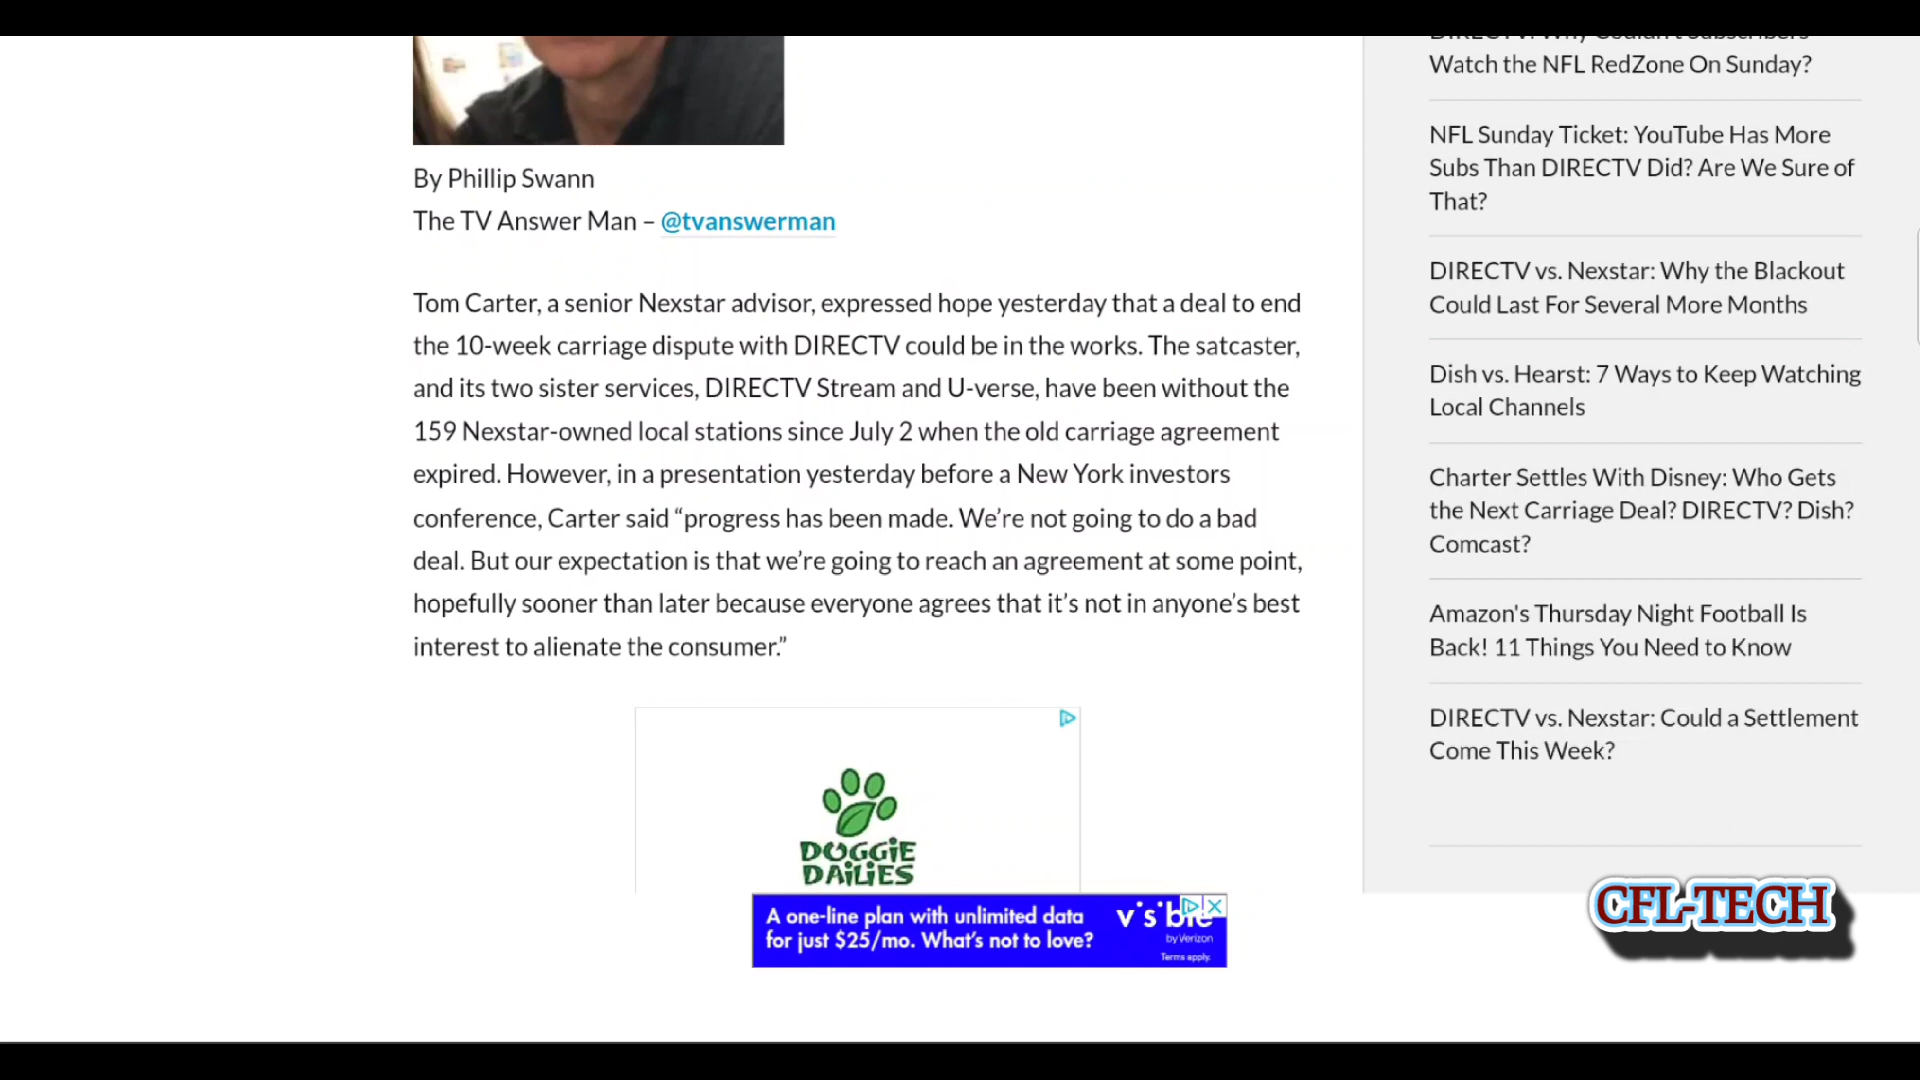 By Phillip Swann
The TV Answer Man – @tvanswerman
Tom Carter, a senior Nexstar advisor, expressed hope yesterday that a deal to end
the 10-week carriage dispute with DIRECTV could be in the works. The satcaster,
and its two sister services, DIRECTV Stream and U-verse, have been without the
159 Nexstar-owned local stations since July 2 when the old carriage agreement
expired. However, in a presentation yesterday before a New York investors
conference, Carter said “progress has been made. We’re not going to do a bad
deal. But our expectation is that we’re going to reach an agreement at some point,
hopefully sooner than later because everyone agrees that it’s not in anyone’s best
interest to alienate the consumer.”
DOGGiE
DAiLiES
A one-line plan with unlimited data
for just $25/mo. What's not to love?
visible
by Verizon
Terms apply.
DIRECTV: Why Couldn't Subscribers
Watch the NFL RedZone On Sunday?
NFL Sunday Ticket: YouTube Has More
Subs Than DIRECTV Did? Are We Sure of
That?
DIRECTV vs. Nexstar: Why the Blackout
Could Last For Several More Months
Dish vs. Hearst: 7 Ways to Keep Watching
Local Channels
Charter Settles With Disney: Who Gets
the Next Carriage Deal? DIRECTV? Dish?
Comcast?
Amazon's Thursday Night Football Is
Back! 11 Things You Need to Know
DIRECTV vs. Nexstar: Could a Settlement
Come This Week?
CFL-TECH